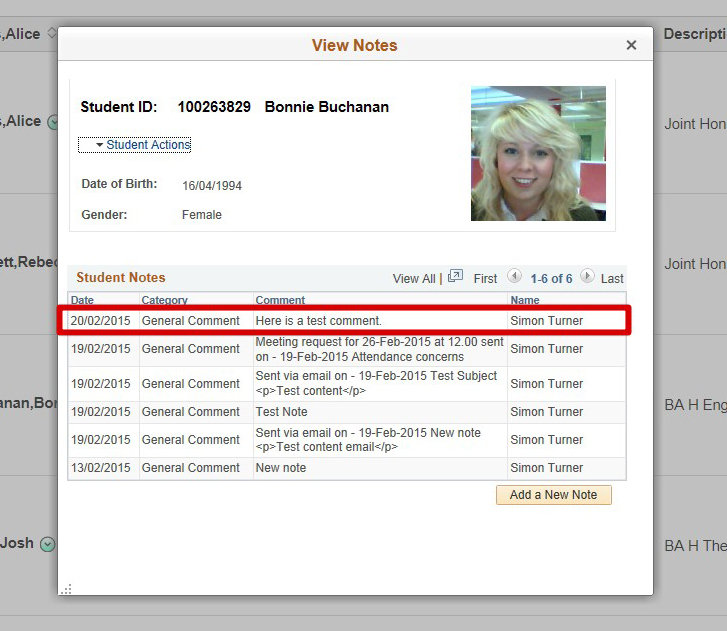 ,Alice
View Notes
Descripti
Student ID: 100263829 Bonnie Buchanan
,Alice
Joint Hon
Student Actions
Date of Birth: 16/04/1994
Gender: Female
ett,Rebec
Joint Hon
Student Notes View All | First 1-6 of 6 Last
Date Category Comment Name
20/02/2015 General Comment Here is a test comment. Simon Turner
19/02/2015 General Comment Meeting request for 26-Feb-2015 at 12.00 sent
on - 19-Feb-2015 Attendance concerns Simon Turner
19/02/2015 General Comment Sent via email on - 19-Feb-2015 Test Subject
<p>Test content</p> Simon Turner
anan,Bon
BA H Eng
19/02/2015 General Comment Test Note Simon Turner
19/02/2015 General Comment Sent via email on - 19-Feb-2015 New note
<p>Test content email</p> Simon Turner
13/02/2015 General Comment New note Simon Turner
Add a New Note
Josh
BA H The